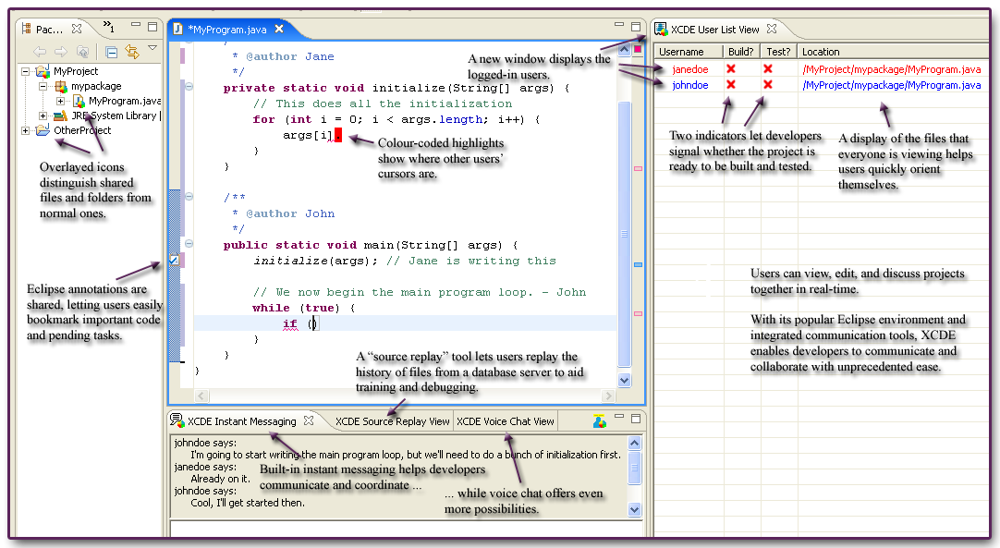 Pac...
»1
MyProject
mypackage
MyProgram.java
JRE System Library [
OtherProject
Overlayed icons
distinguish shared
files and folders from
normal ones.
Eclipse annotations are
shared, letting users easily
bookmark important code
and pending tasks.
*MyProgram.java
* @author Jane
*/
private static void initialize(String[] args) {
// This does all the initialization
for (int i = 0; i < args.length; i++) {
args[i].
}
}
/**
* @author John
*/
public static void main(String[] args) {
initialize(args); // Jane is writing this
// We now begin the main program loop. - John
while (true) {
if ()
}
}
}
A new window displays the
logged-in users.
Colour-coded highlights
show where other users'
cursors are.
A "source replay" tool lets users replay the
history of files from a database server to aid
training and debugging.
XCDE Instant Messaging
XCDE Source Replay View
XCDE Voice Chat View
johndoe says:
I'm going to start writing the main program loop, but we'll need to do a bunch of initialization first.
janedoe says:
Already on it.
johndoe says:
Cool, I'll get started then.
Built-in instant messaging helps developers
communicate and coordinate ...
... while voice chat offers even
more possibilities.
XCDE User List View
Username Build? Test? Location
janedoe /MyProject/mypackage/MyProgram.java
johndoe /MyProject/mypackage/MyProgram.java
Two indicators let developers
signal whether the project is
ready to be built and tested.
A display of the files that
everyone is viewing helps
users quickly orient
themselves.
Users can view, edit, and discuss projects
together in real-time.
With its popular Eclipse environment and
integrated communication tools, XCDE
enables developers to communicate and
collaborate with unprecedented ease.